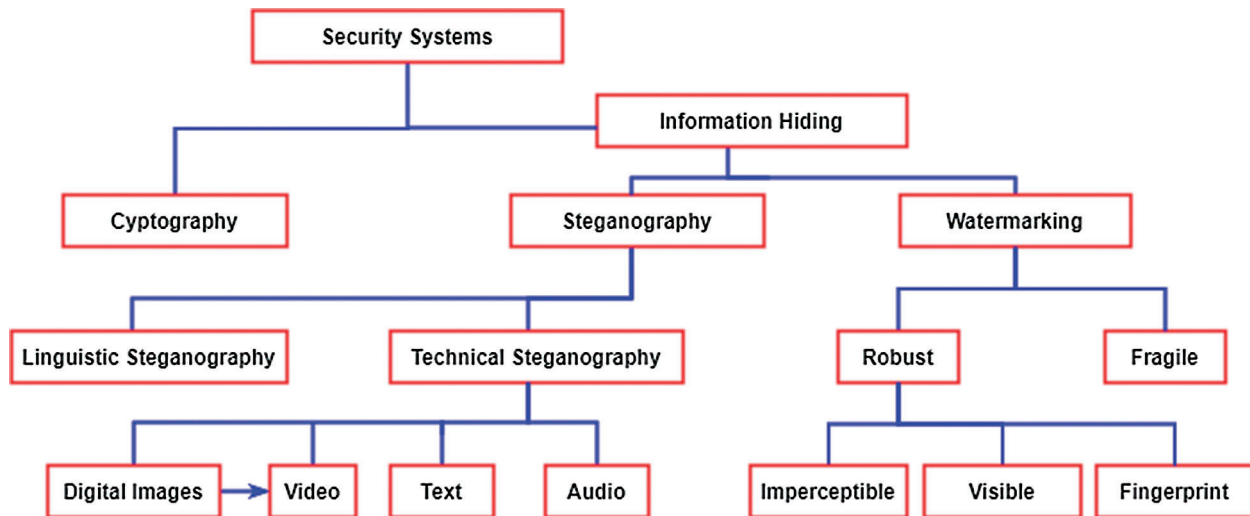 Security Systems
Information Hiding
Cyptography
Steganography
Watermarking
Linguistic Steganography
Technical Steganography
Robust
Fragile
Digital Images
Video
Text
Audio
Imperceptible
Visible
Fingerprint